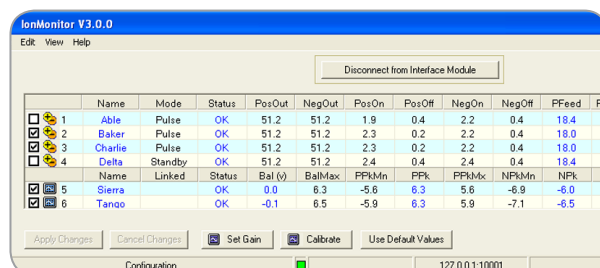 IonMonitor V3.0.0
Edit View Help
Disconnect from Interface Module
Name Mode Status PosOut NegOut PosOn PosOff NegOn NegOff PFeed
1 Able Pulse OK 51.2 51.2 1.9 0.4 2.2 0.4 18.4
2 Baker Pulse OK 51.2 51.2 2.3 0.2 2.2 0.4 18.0
3 Charlie Pulse OK 51.2 51.2 2.3 0.2 2.2 0.4 18.0
4 Delta Standby OK 51.2 51.2 2.4 0.4 2.4 0.4 18.4
Name Linked Status Bal (v) BalMax PPkMn PPk PPkMx NPkMn NPk
5 Sierra OK 0.0 6.3 -5.6 6.3 5.6 -6.9 -6.0
6 Tango OK -0.1 6.5 -5.9 6.3 5.9 -7.1 -6.5
Apply Changes Cancel Changes Set Gain Calibrate Use Default Values
Configuration 127.0.0.1:10001